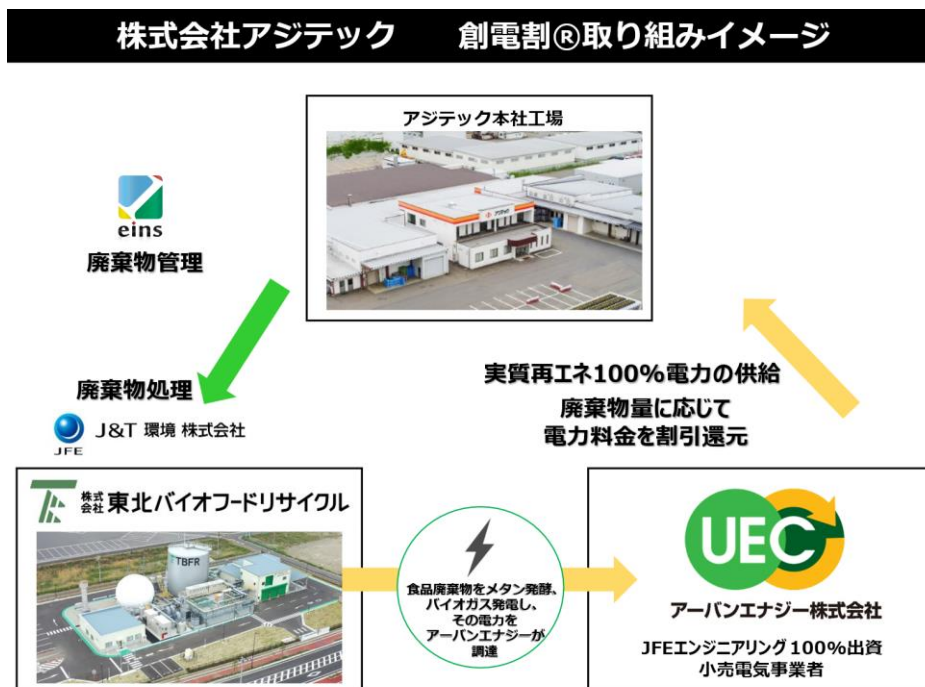 株式会社アジテック 創電割®取り組みイメージ
アジテック本社工場
アジテック
eins
廃棄物管理
廃棄物処理
JFE
J&T 環境 株式会社
実質再エネ100%電力の供給
廃棄物量に応じて
電力料金を割引還元
株式会社 東北バイオフードリサイクル
TBFR
食品廃棄物をメタン発酵、
バイオガス発電し、
その電力を
アーバンエナジーが
調達
UEC
アーバンエナジー株式会社
JFEエンジニアリング100%出資
小売電気事業者